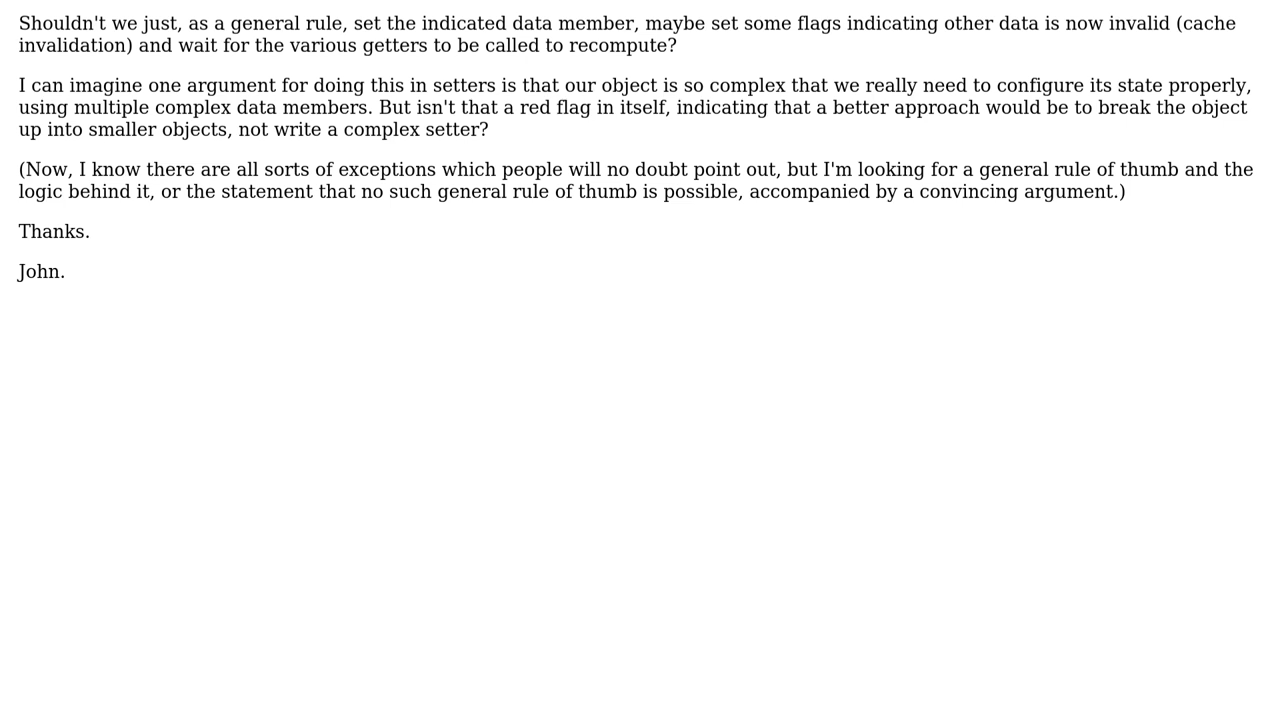 Shouldn't we just, as a general rule, set the indicated data member, maybe set some flags indicating other data is now invalid (cache
invalidation) and wait for the various getters to be called to recompute?
I can imagine one argument for doing this in setters is that our object is so complex that we really need to configure its state properly,
using multiple complex data members. But isn't that a red flag in itself, indicating that a better approach would be to break the object
up into smaller objects, not write a complex setter?
(Now, I know there are all sorts of exceptions which people will no doubt point out, but I'm looking for a general rule of thumb and the
logic behind it, or the statement that no such general rule of thumb is possible, accompanied by a convincing argument.)
Thanks.
John.